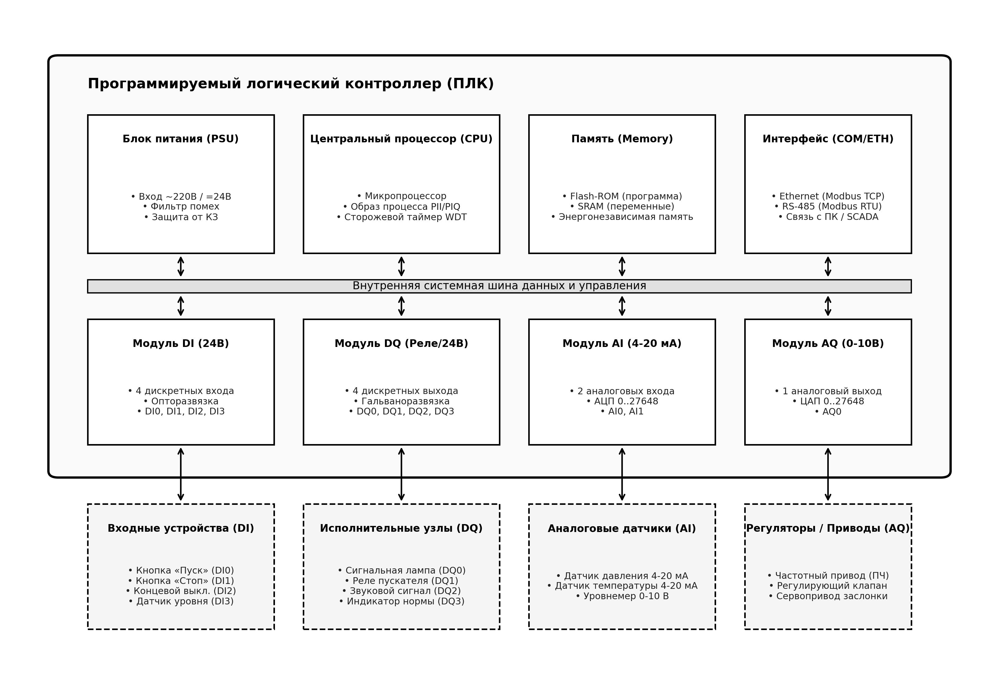 Программируемый логический контроллер (ПЛК)
Блок питания (PSU)
• Вход ~220В / =24В
• Фильтр помех
• Защита от КЗ
Центральный процессор (CPU)
• Микропроцессор
• Образ процесса PII/PIQ
• Сторожевой таймер WDT
Память (Memory)
• Flash-ROM (программа)
• SRAM (переменные)
• Энергонезависимая память
Интерфейс (COM/ETH)
• Ethernet (Modbus TCP)
• RS-485 (Modbus RTU)
• Связь с ПК / SCADA
Внутренняя системная шина данных и управления
Модуль DI (24В)
• 4 дискретных входа
• Опторазвязка
• DI0, DI1, DI2, DI3
Модуль DQ (Реле/24В)
• 4 дискретных выхода
• Гальваноразвязка
• DQ0, DQ1, DQ2, DQ3
Модуль AI (4-20 мА)
• 2 аналоговых входа
• АЦП 0..27648
• AI0, AI1
Модуль AQ (0-10В)
• 1 аналоговый выход
• ЦАП 0..27648
• AQ0
Входные устройства (DI)
• Кнопка «Пуск» (DI0)
• Кнопка «Стоп» (DI1)
• Концевой выкл. (DI2)
• Датчик уровня (DI3)
Исполнительные узлы (DQ)
• Сигнальная лампа (DQ0)
• Реле пускателя (DQ1)
• Звуковой сигнал (DQ2)
• Индикатор нормы (DQ3)
Аналоговые датчики (AI)
• Датчик давления 4-20 мА
• Датчик температуры 4-20 мА
• Уровнемер 0-10 В
Регуляторы / Приводы (AQ)
• Частотный привод (ПЧ)
• Регулирующий клапан
• Сервопривод заслонки